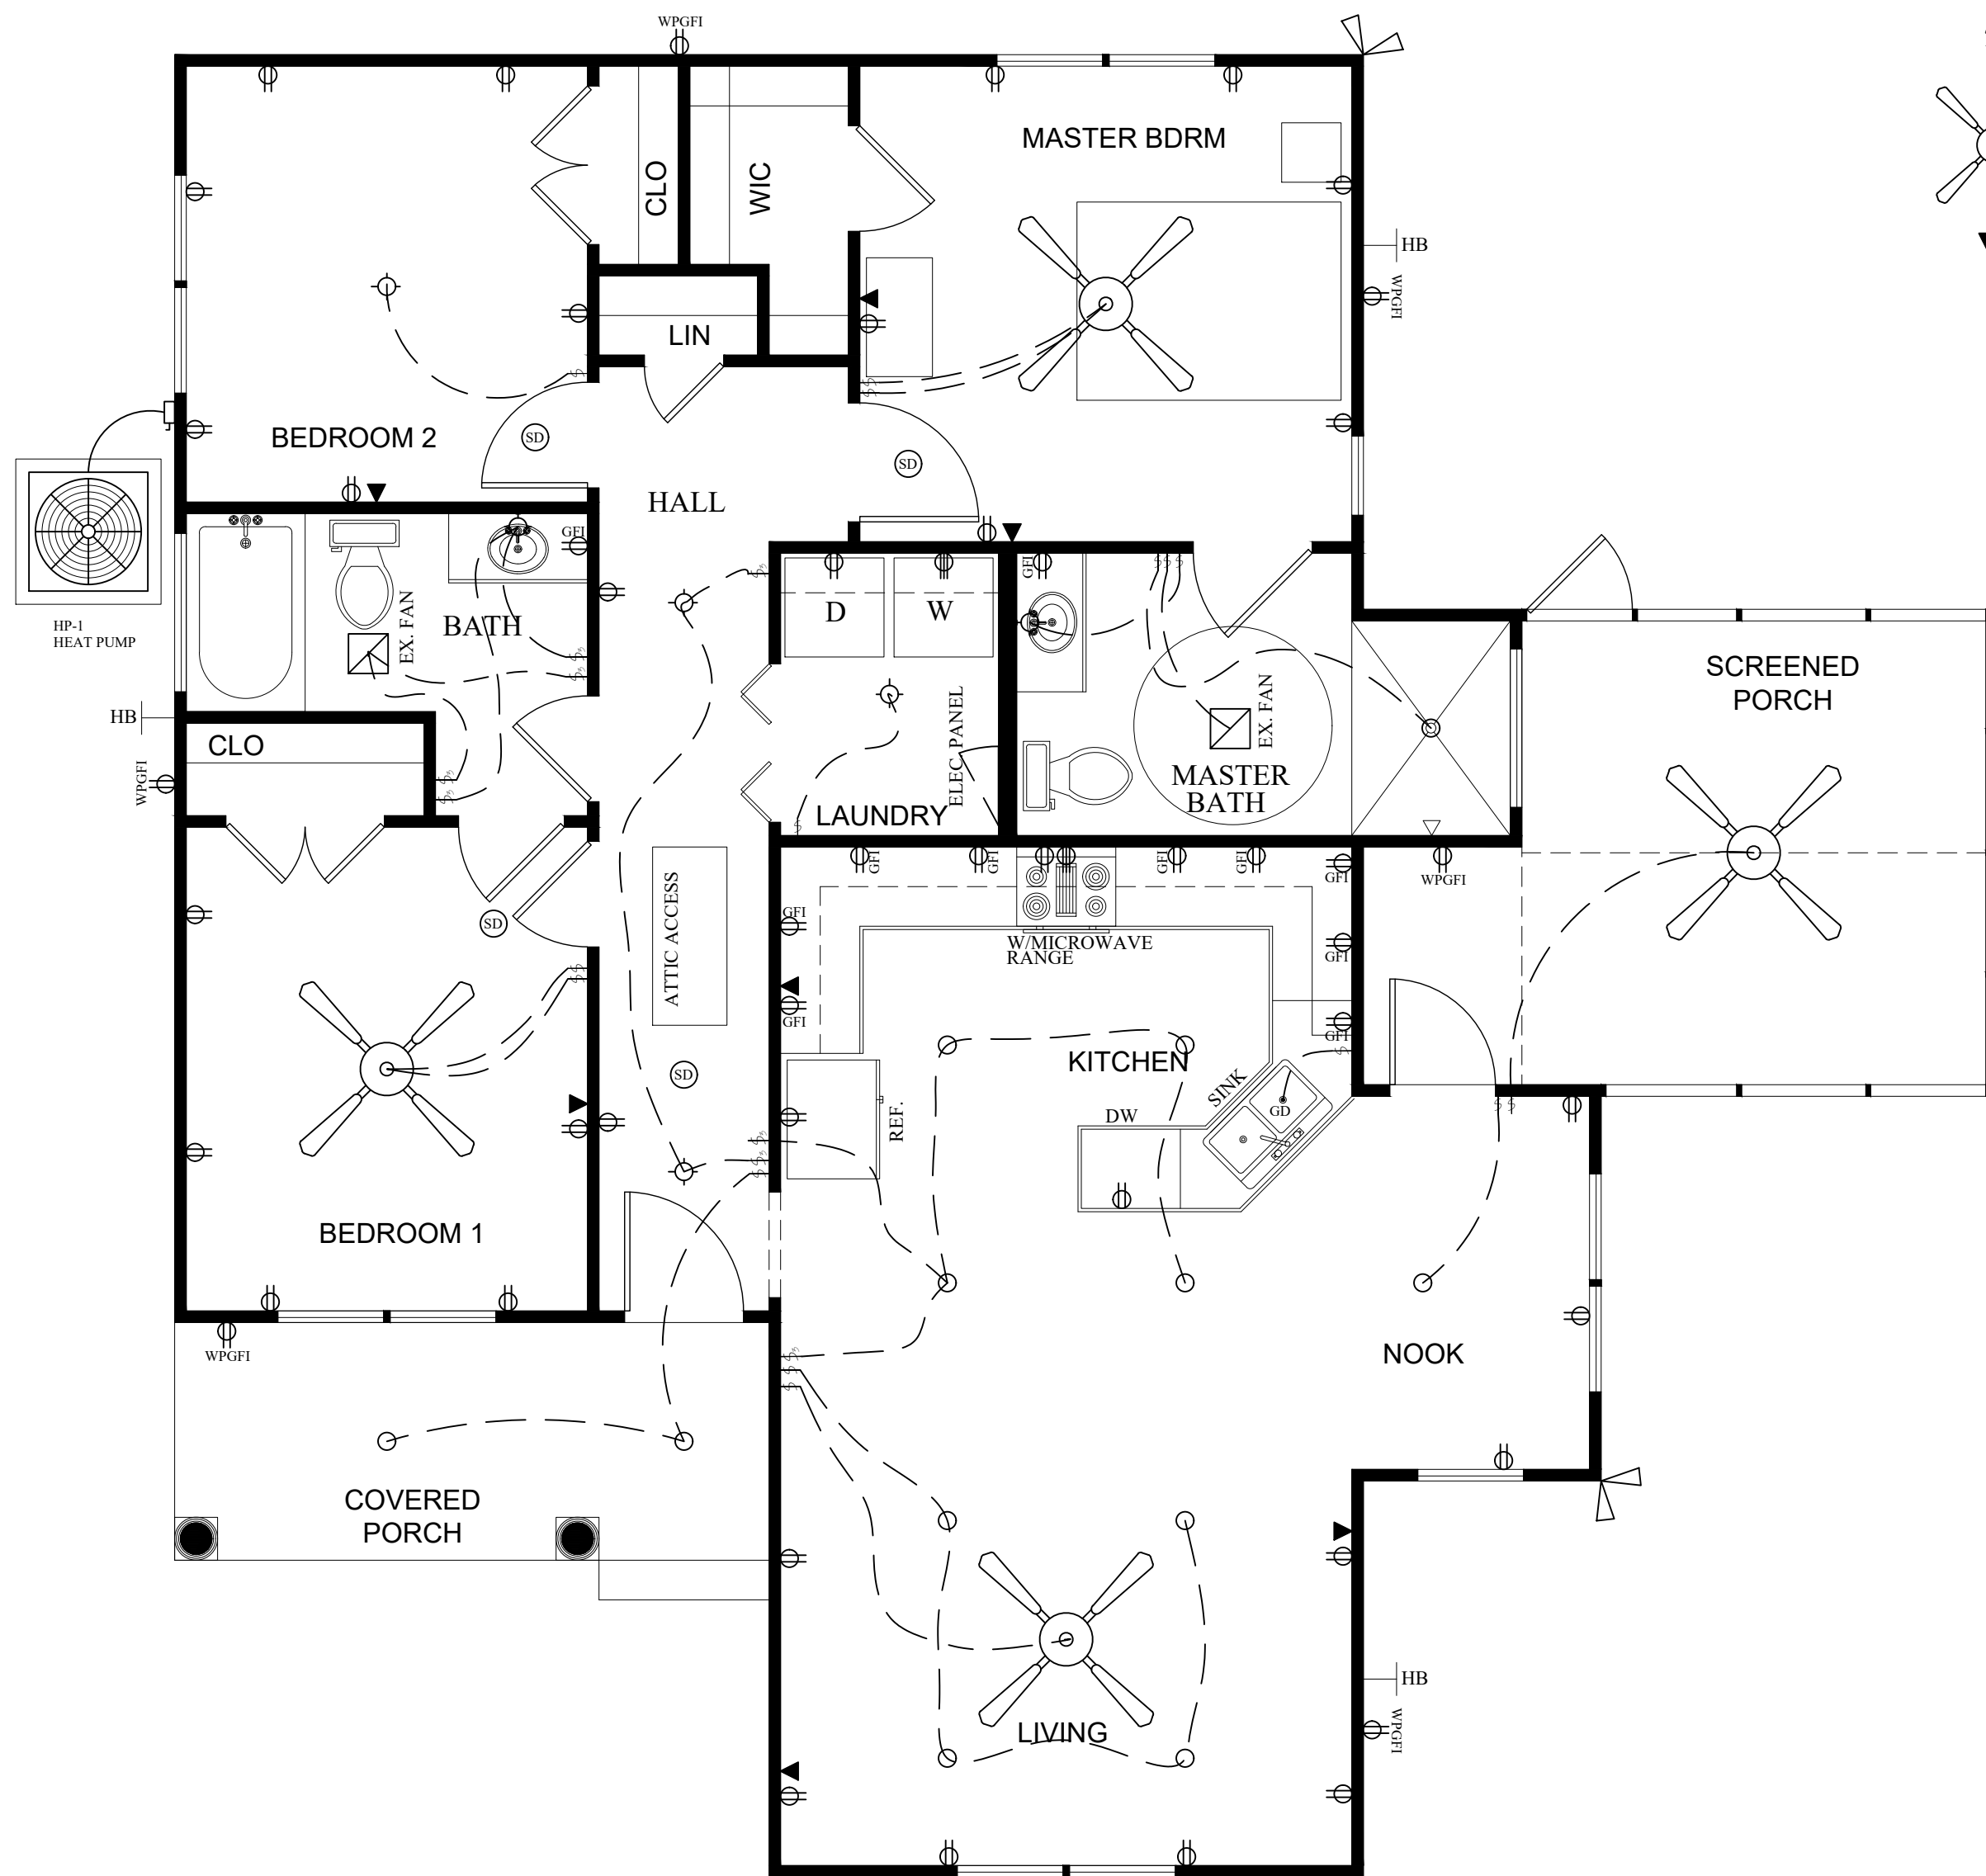 WPGFI
MASTER BDRM
CLO
WIC
HB
WPGFI
LIN
BEDROOM 2
SD
SD
HALL
GFI
GFI
HP-1
HEAT PUMP
EX. FAN
BATH
D
W
SCREENED
PORCH
HB
CLO
WPGFI
ELEC PANEL
EX. FAN
MASTER
BATH
LAUNDRY
GFI
GFI
GFI
GFI
GFI
WPGFI
SD
ATTIC ACCESS
GFI
W/MICROWAVE
RANGE
GFI
GFI
GFI
KITCHEN
SD
SINK
GD
DW
REF.
BEDROOM 1
WPGFI
NOOK
COVERED
PORCH
HB
WPGFI
LIVING